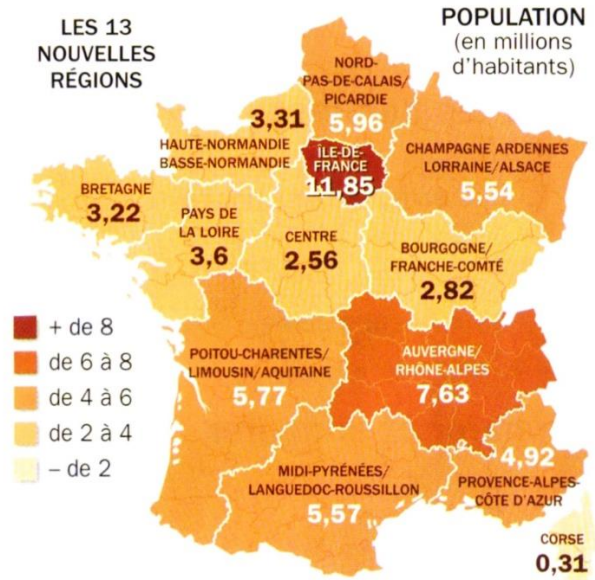 LES 13
NOUVELLES
RÉGIONS
POPULATION
(en millions
d'habitants)
NORD-
PAS-DE-CALAIS/
PICARDIE
5,96
3,31
HAUTE-NORMANDIE
BASSE-NORMANDIE
ÎLE-DE-
FRANCE
11,85
CHAMPAGNE ARDENNES
LORRAINE/ALSACE
5,54
BRETAGNE
3,22
PAYS DE
LA LOIRE
3,6
CENTRE
2,56
BOURGOGNE/
FRANCHE-COMTÉ
2,82
+ de 8
de 6 à 8
de 4 à 6
de 2 à 4
– de 2
POITOU-CHARENTES/
LIMOUSIN/AQUITAINE
5,77
AUVERGNE/
RHÔNE-ALPES
7,63
MIDI-PYRÉNÉES/
LANGUEDOC-ROUSSILLON
5,57
4,92
PROVENCE-ALPES-
CÔTE D'AZUR
CORSE
0,31